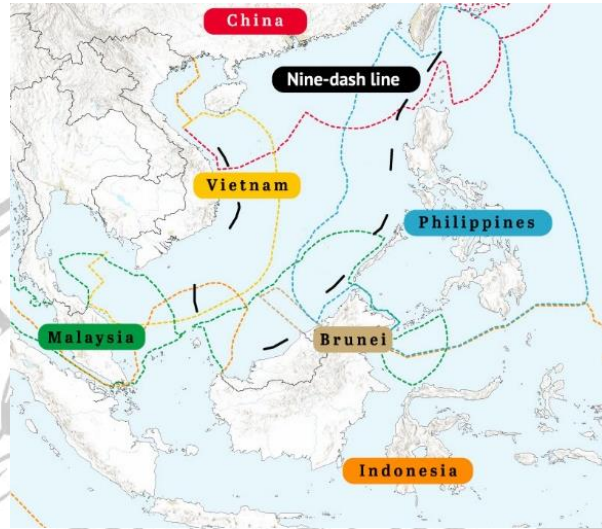 China
Nine-dash line
Vietnam
Philippines
Malaysia
Brunei
Indonesia